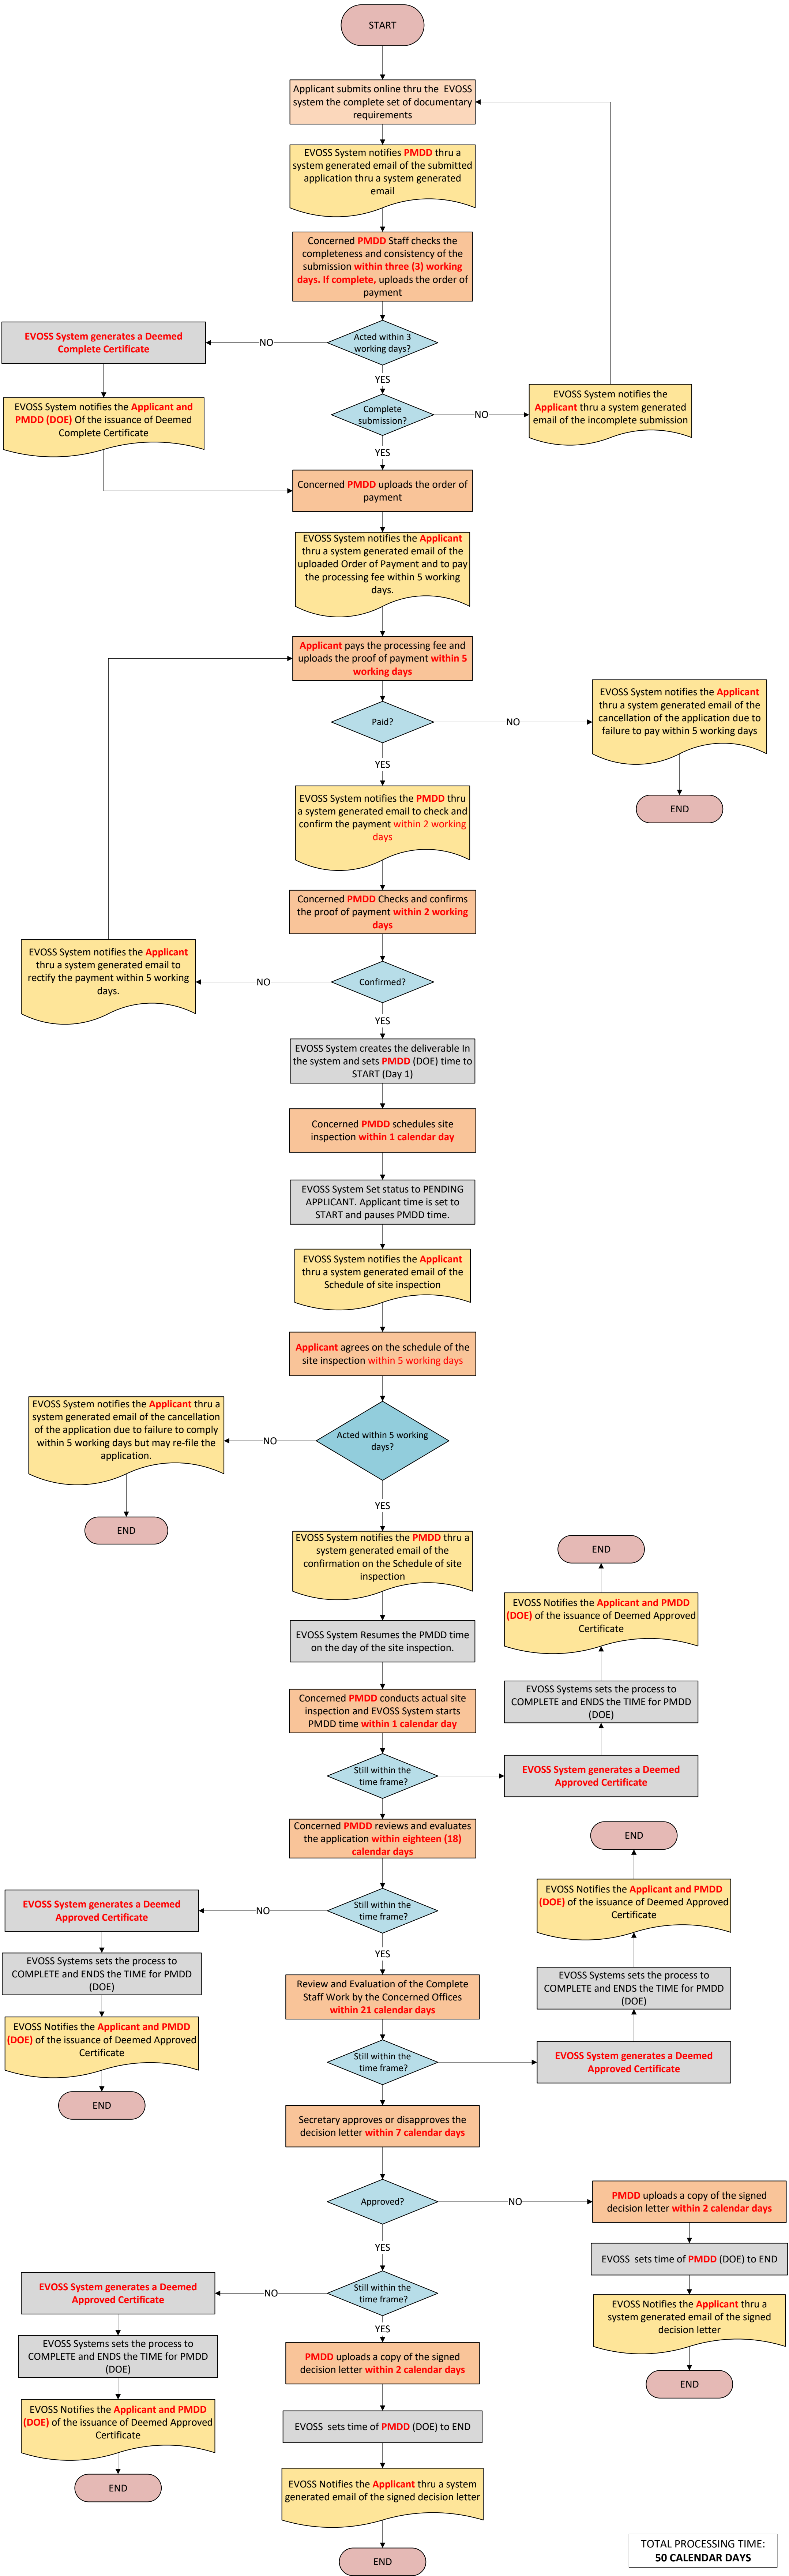 START
Applicant submits online thru the EVOSS
system the complete set of documentary
requirements
EVOSS System notifies PMDD thru a
system generated email of the submitted
application thru a system generated
email
Concerned PMDD Staff checks the
completeness and consistency of the
submission within three (3) working
days. If complete, uploads the order of
payment
Acted within 3
working days?
NO
EVOSS System generates a Deemed
Complete Certificate
EVOSS System notifies the Applicant and
PMDD (DOE) Of the issuance of Deemed
Complete Certificate
YES
Complete
submission?
NO
EVOSS System notifies the
Applicant thru a system generated
email of the incomplete submission
YES
Concerned PMDD uploads the order of
payment
EVOSS System notifies the Applicant
thru a system generated email of the
uploaded Order of Payment and to pay
the processing fee within 5 working
days.
Applicant pays the processing fee and
uploads the proof of payment within 5
working days
Paid?
NO
EVOSS System notifies the Applicant
thru a system generated email of the
cancellation of the application due to
failure to pay within 5 working days
END
YES
EVOSS System notifies the PMDD thru
a system generated email to check and
confirm the payment within 2 working
days
Concerned PMDD Checks and confirms
the proof of payment within 2 working
days
Confirmed?
NO
EVOSS System notifies the Applicant
thru a system generated email to
rectify the payment within 5 working
days.
YES
EVOSS System creates the deliverable In
the system and sets PMDD (DOE) time to
START (Day 1)
Concerned PMDD schedules site
inspection within 1 calendar day
EVOSS System Set status to PENDING
APPLICANT. Applicant time is set to
START and pauses PMDD time.
EVOSS System notifies the Applicant
thru a system generated email of the
Schedule of site inspection
Applicant agrees on the schedule of the
site inspection within 5 working days
Acted within 5 working
days?
NO
EVOSS System notifies the Applicant thru a
system generated email of the cancellation
of the application due to failure to comply
within 5 working days but may re-file the
application.
END
YES
EVOSS System notifies the PMDD thru a
system generated email of the
confirmation on the Schedule of site
inspection
EVOSS System Resumes the PMDD time
on the day of the site inspection.
Concerned PMDD conducts actual site
inspection and EVOSS System starts
PMDD time within 1 calendar day
Still within the
time frame?
EVOSS System generates a Deemed
Approved Certificate
EVOSS Systems sets the process to
COMPLETE and ENDS the TIME for PMDD
(DOE)
EVOSS Notifies the Applicant and PMDD
(DOE) of the issuance of Deemed Approved
Certificate
END
Concerned PMDD reviews and evaluates
the application within eighteen (18)
calendar days
Still within the
time frame?
NO
EVOSS System generates a Deemed
Approved Certificate
EVOSS Systems sets the process to
COMPLETE and ENDS the TIME for PMDD
(DOE)
EVOSS Notifies the Applicant and PMDD
(DOE) of the issuance of Deemed Approved
Certificate
END
YES
Review and Evaluation of the Complete
Staff Work by the Concerned Offices
within 21 calendar days
Still within the
time frame?
EVOSS System generates a Deemed
Approved Certificate
EVOSS Systems sets the process to
COMPLETE and ENDS the TIME for PMDD
(DOE)
EVOSS Notifies the Applicant and PMDD
(DOE) of the issuance of Deemed Approved
Certificate
END
Secretary approves or disapproves the
decision letter within 7 calendar days
Approved?
NO
PMDD uploads a copy of the signed
decision letter within 2 calendar days
EVOSS sets time of PMDD (DOE) to END
EVOSS Notifies the Applicant thru a
system generated email of the signed
decision letter
END
YES
Still within the
time frame?
NO
EVOSS System generates a Deemed
Approved Certificate
EVOSS Systems sets the process to
COMPLETE and ENDS the TIME for PMDD
(DOE)
EVOSS Notifies the Applicant and PMDD
(DOE) of the issuance of Deemed Approved
Certificate
END
YES
PMDD uploads a copy of the signed
decision letter within 2 calendar days
EVOSS sets time of PMDD (DOE) to END
EVOSS Notifies the Applicant thru a system
generated email of the signed decision letter
END
TOTAL PROCESSING TIME:
50 CALENDAR DAYS